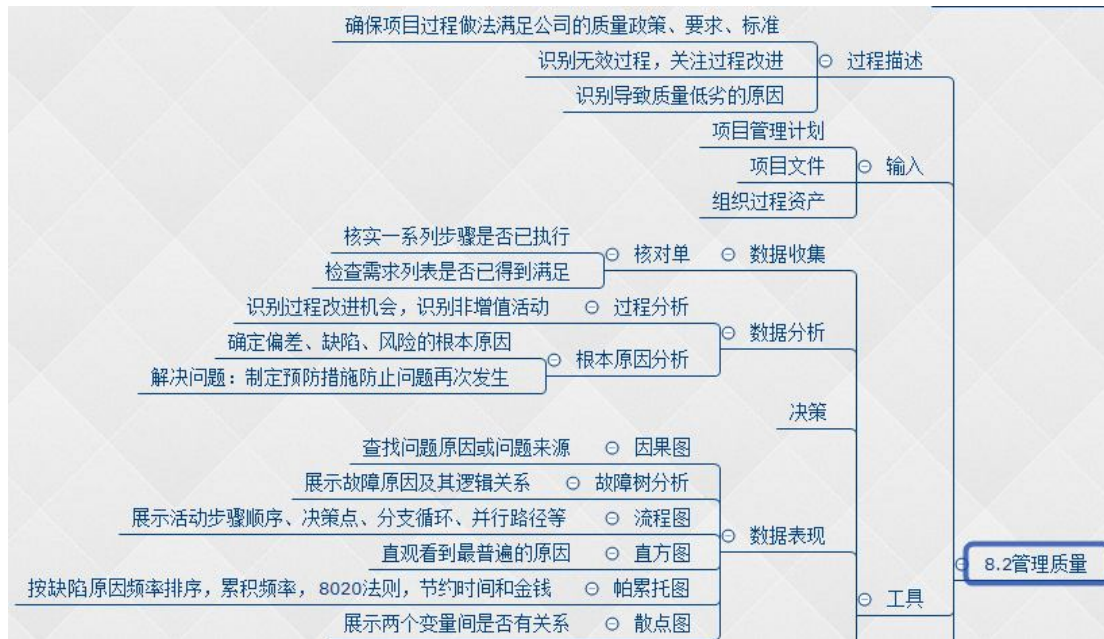 确保项目过程做法满足公司的质量政策、要求、标准
识别无效过程，关注过程改进
过程描述
识别导致质量低劣的原因
项目管理计划
项目文件
输入
组织过程资产
核实一系列步骤是否已执行
核对单
数据收集
检查需求列表是否已得到满足
识别过程改进机会，识别非增值活动
过程分析
数据分析
确定偏差、缺陷、风险的根本原因
根本原因分析
解决问题：制定预防措施防止问题再次发生
决策
查找问题原因或问题来源
因果图
展示故障原因及其逻辑关系
故障树分析
展示活动步骤顺序、决策点、分支循环、并行路径等
流程图
数据表现
直观看到最普遍的原因
直方图
8.2管理质量
按缺陷原因频率排序，累积频率，8020法则，节约时间和金钱
帕累托图
工具
展示两个变量间是否有关系
散点图